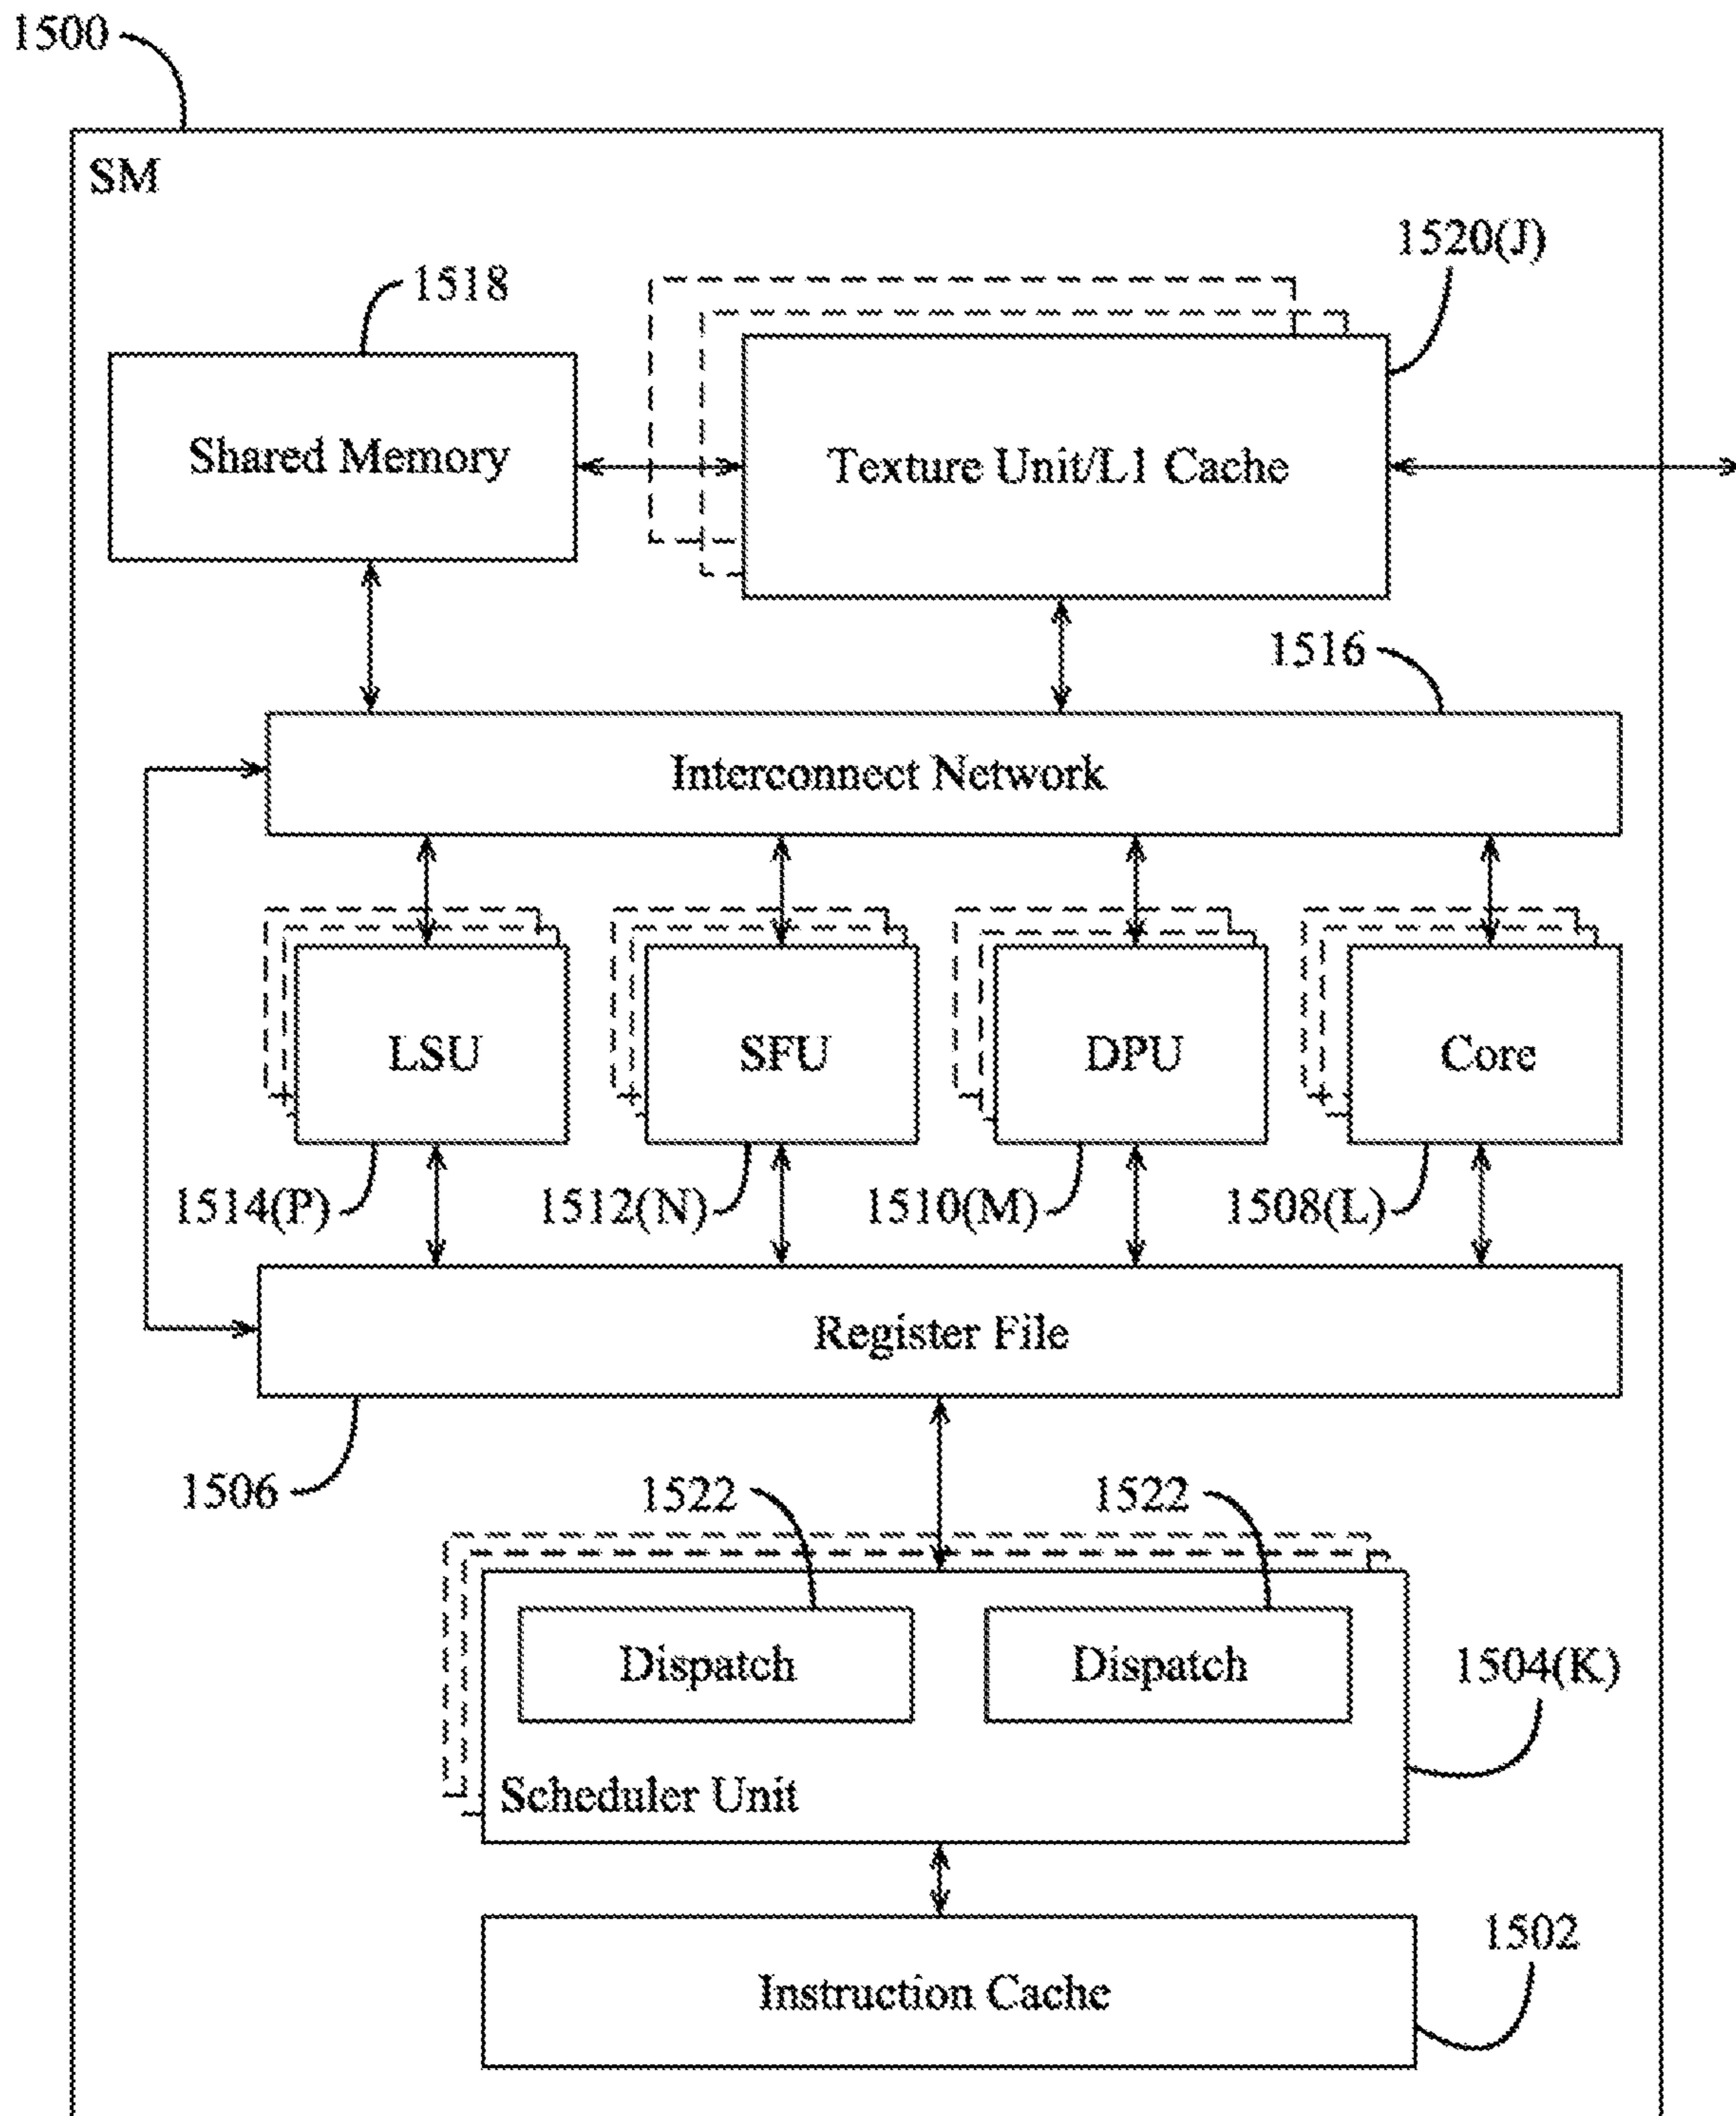 1500
SM
1520(J)
1518
Shared Memory
Texture Unit/L1 Cache
1516
Interconnect Network
LSU
SFU
DPU
Core
1514(P)
1512(N)
1510(M)
1508(L)
Register File
1506
1522
1522
Dispatch
Dispatch
1504(K)
Scheduler Unit
1502
Instruction Cache